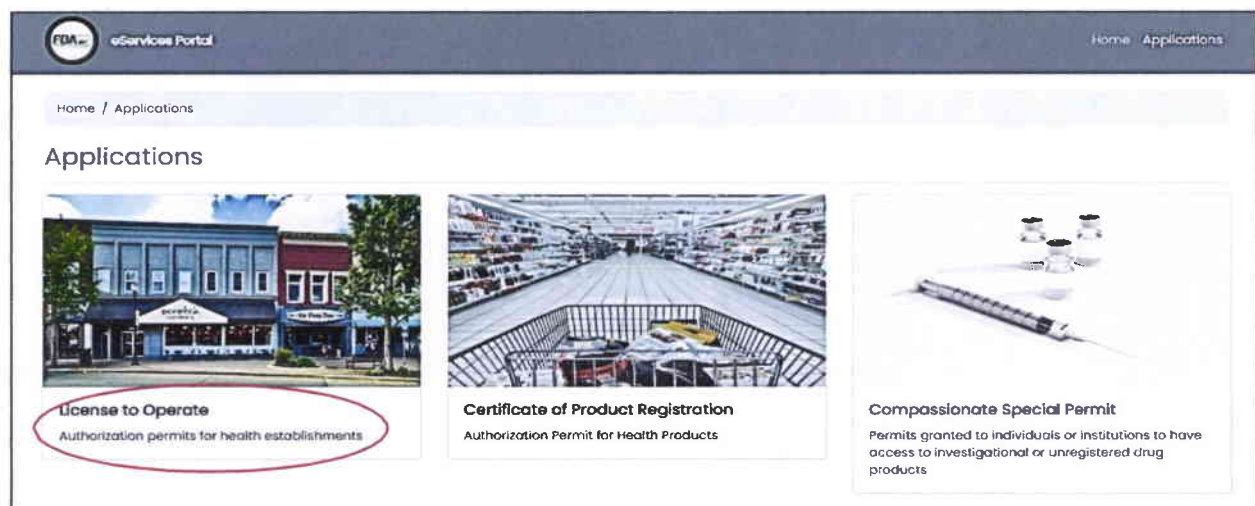 FDA
eServices Portal
Home Applications
Home / Applications
Applications
License to Operate
Authorization permits for health establishments
Certificate of Product Registration
Authorization Permit for Health Products
Compassionate Special Permit
Permits granted to individuals or institutions to have
access to investigational or unregistered drug
products